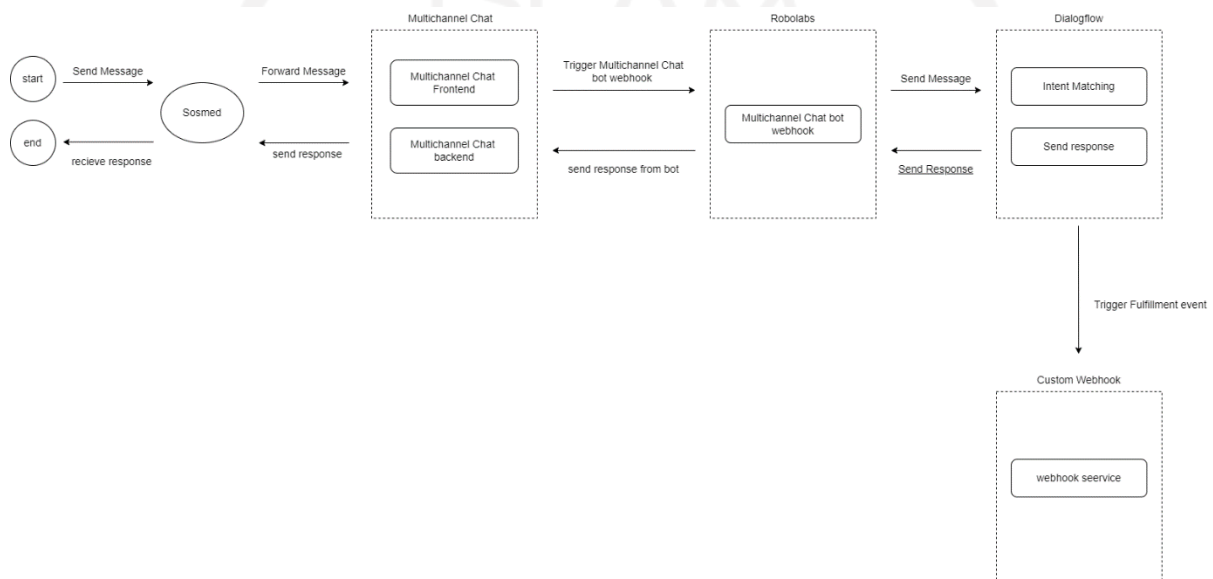 Multichannel Chat
Robolabs
Dialogflow
start
Send Message
Sosmed
Forward Message
Multichannel Chat
Frontend
Trigger Multichannel Chat
bot webhook
Multichannel Chat bot
webhook
Send Message
Intent Matching
end
recieve response
send response
Multichannel Chat
backend
send response from bot
Send Response
Send response
Trigger Fulfillment event
Custom Webhook
webhook seervice